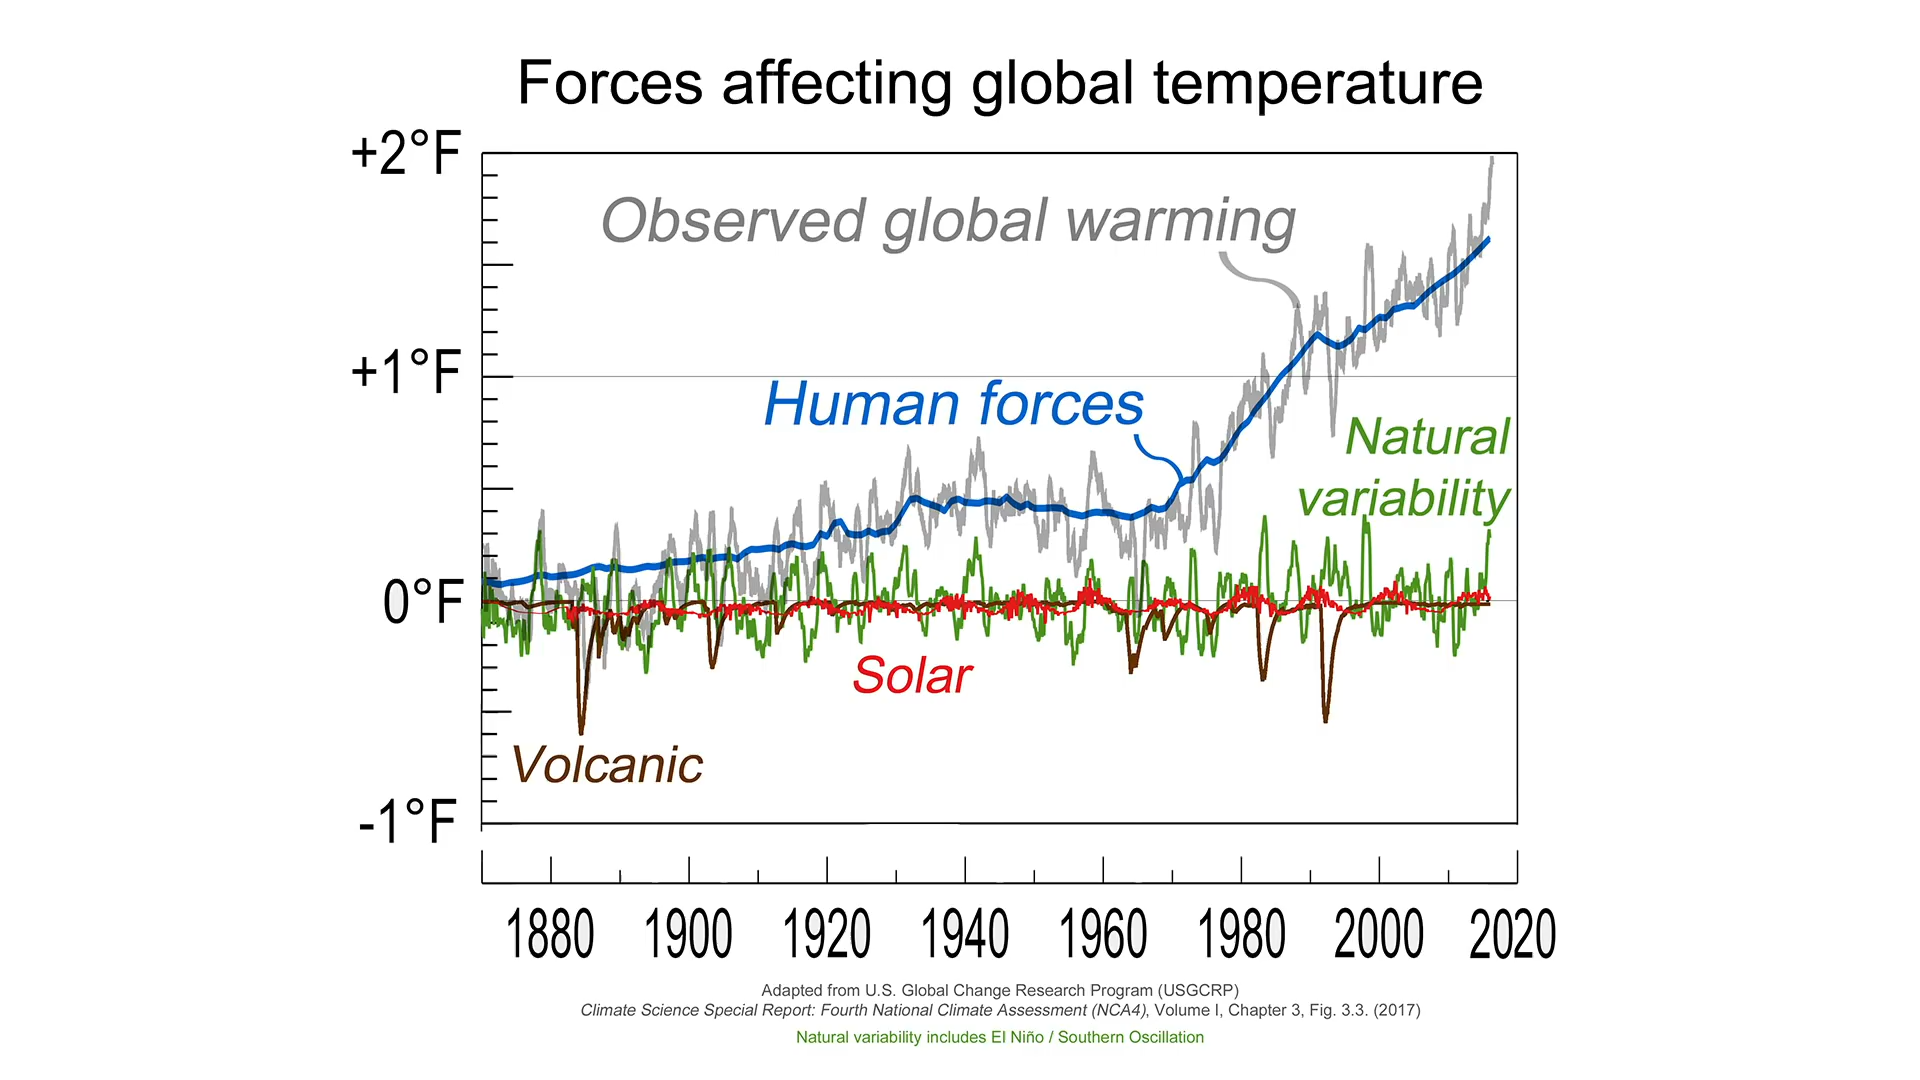 Forces affecting global temperature
+2°F
Observed global warming
+1°F
Human forces
Natural
variability
0°F
Solar
Volcanic
-1°F
1880 1900 1920 1940 1960 1980 2000 2020
Adapted from U.S. Global Change Research Program (USGCRP)
Climate Science Special Report: Fourth National Climate Assessment (NCA4), Volume I, Chapter 3, Fig. 3.3. (2017)
Natural variability includes El Niño / Southern Oscillation